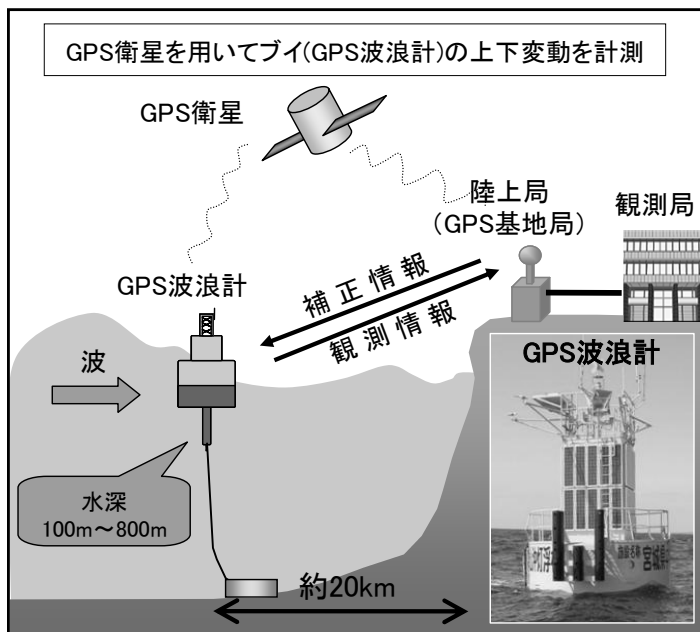 GPS衛星を用いてブイ(GPS波浪計)の上下変動を計測
GPS衛星
陸上局
(GPS基地局)
観測局
GPS波浪計
補正情報
観測情報
波
水深
100m～800m
約20km
GPS波浪計
宮城県